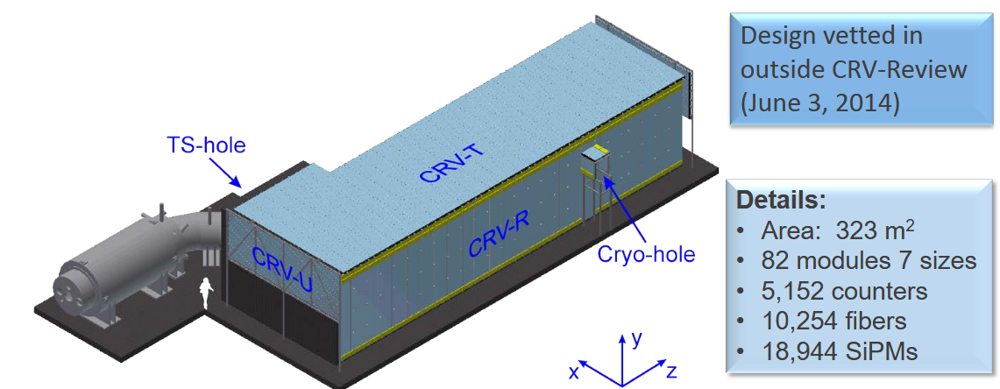 Design vetted in
outside CRV-Review
(June 3, 2014)
TS-hole
CRV-T
CRV-R
CRV-U
Cryo-hole
y
x
z
Details:
• Area: 323 m²
• 82 modules 7 sizes
• 5,152 counters
• 10,254 fibers
• 18,944 SiPMs